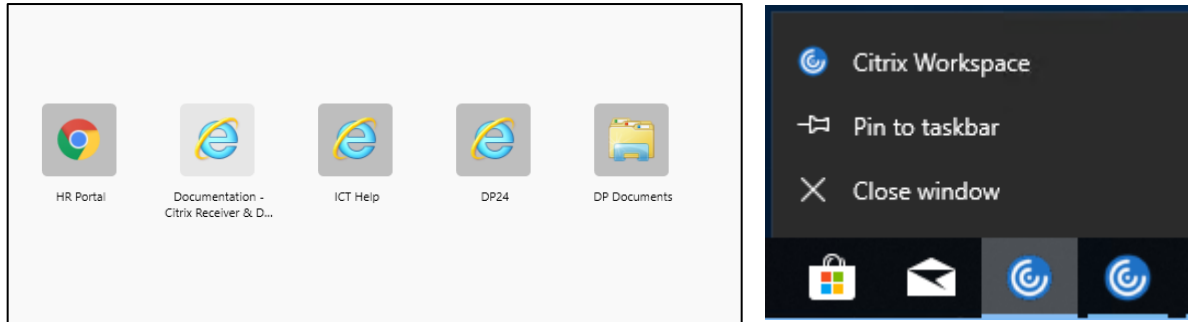 HR Portal
Documentation -
Citrix Receiver & D...
ICT Help
DP24
DP Documents
Citrix Workspace
Pin to taskbar
Close window